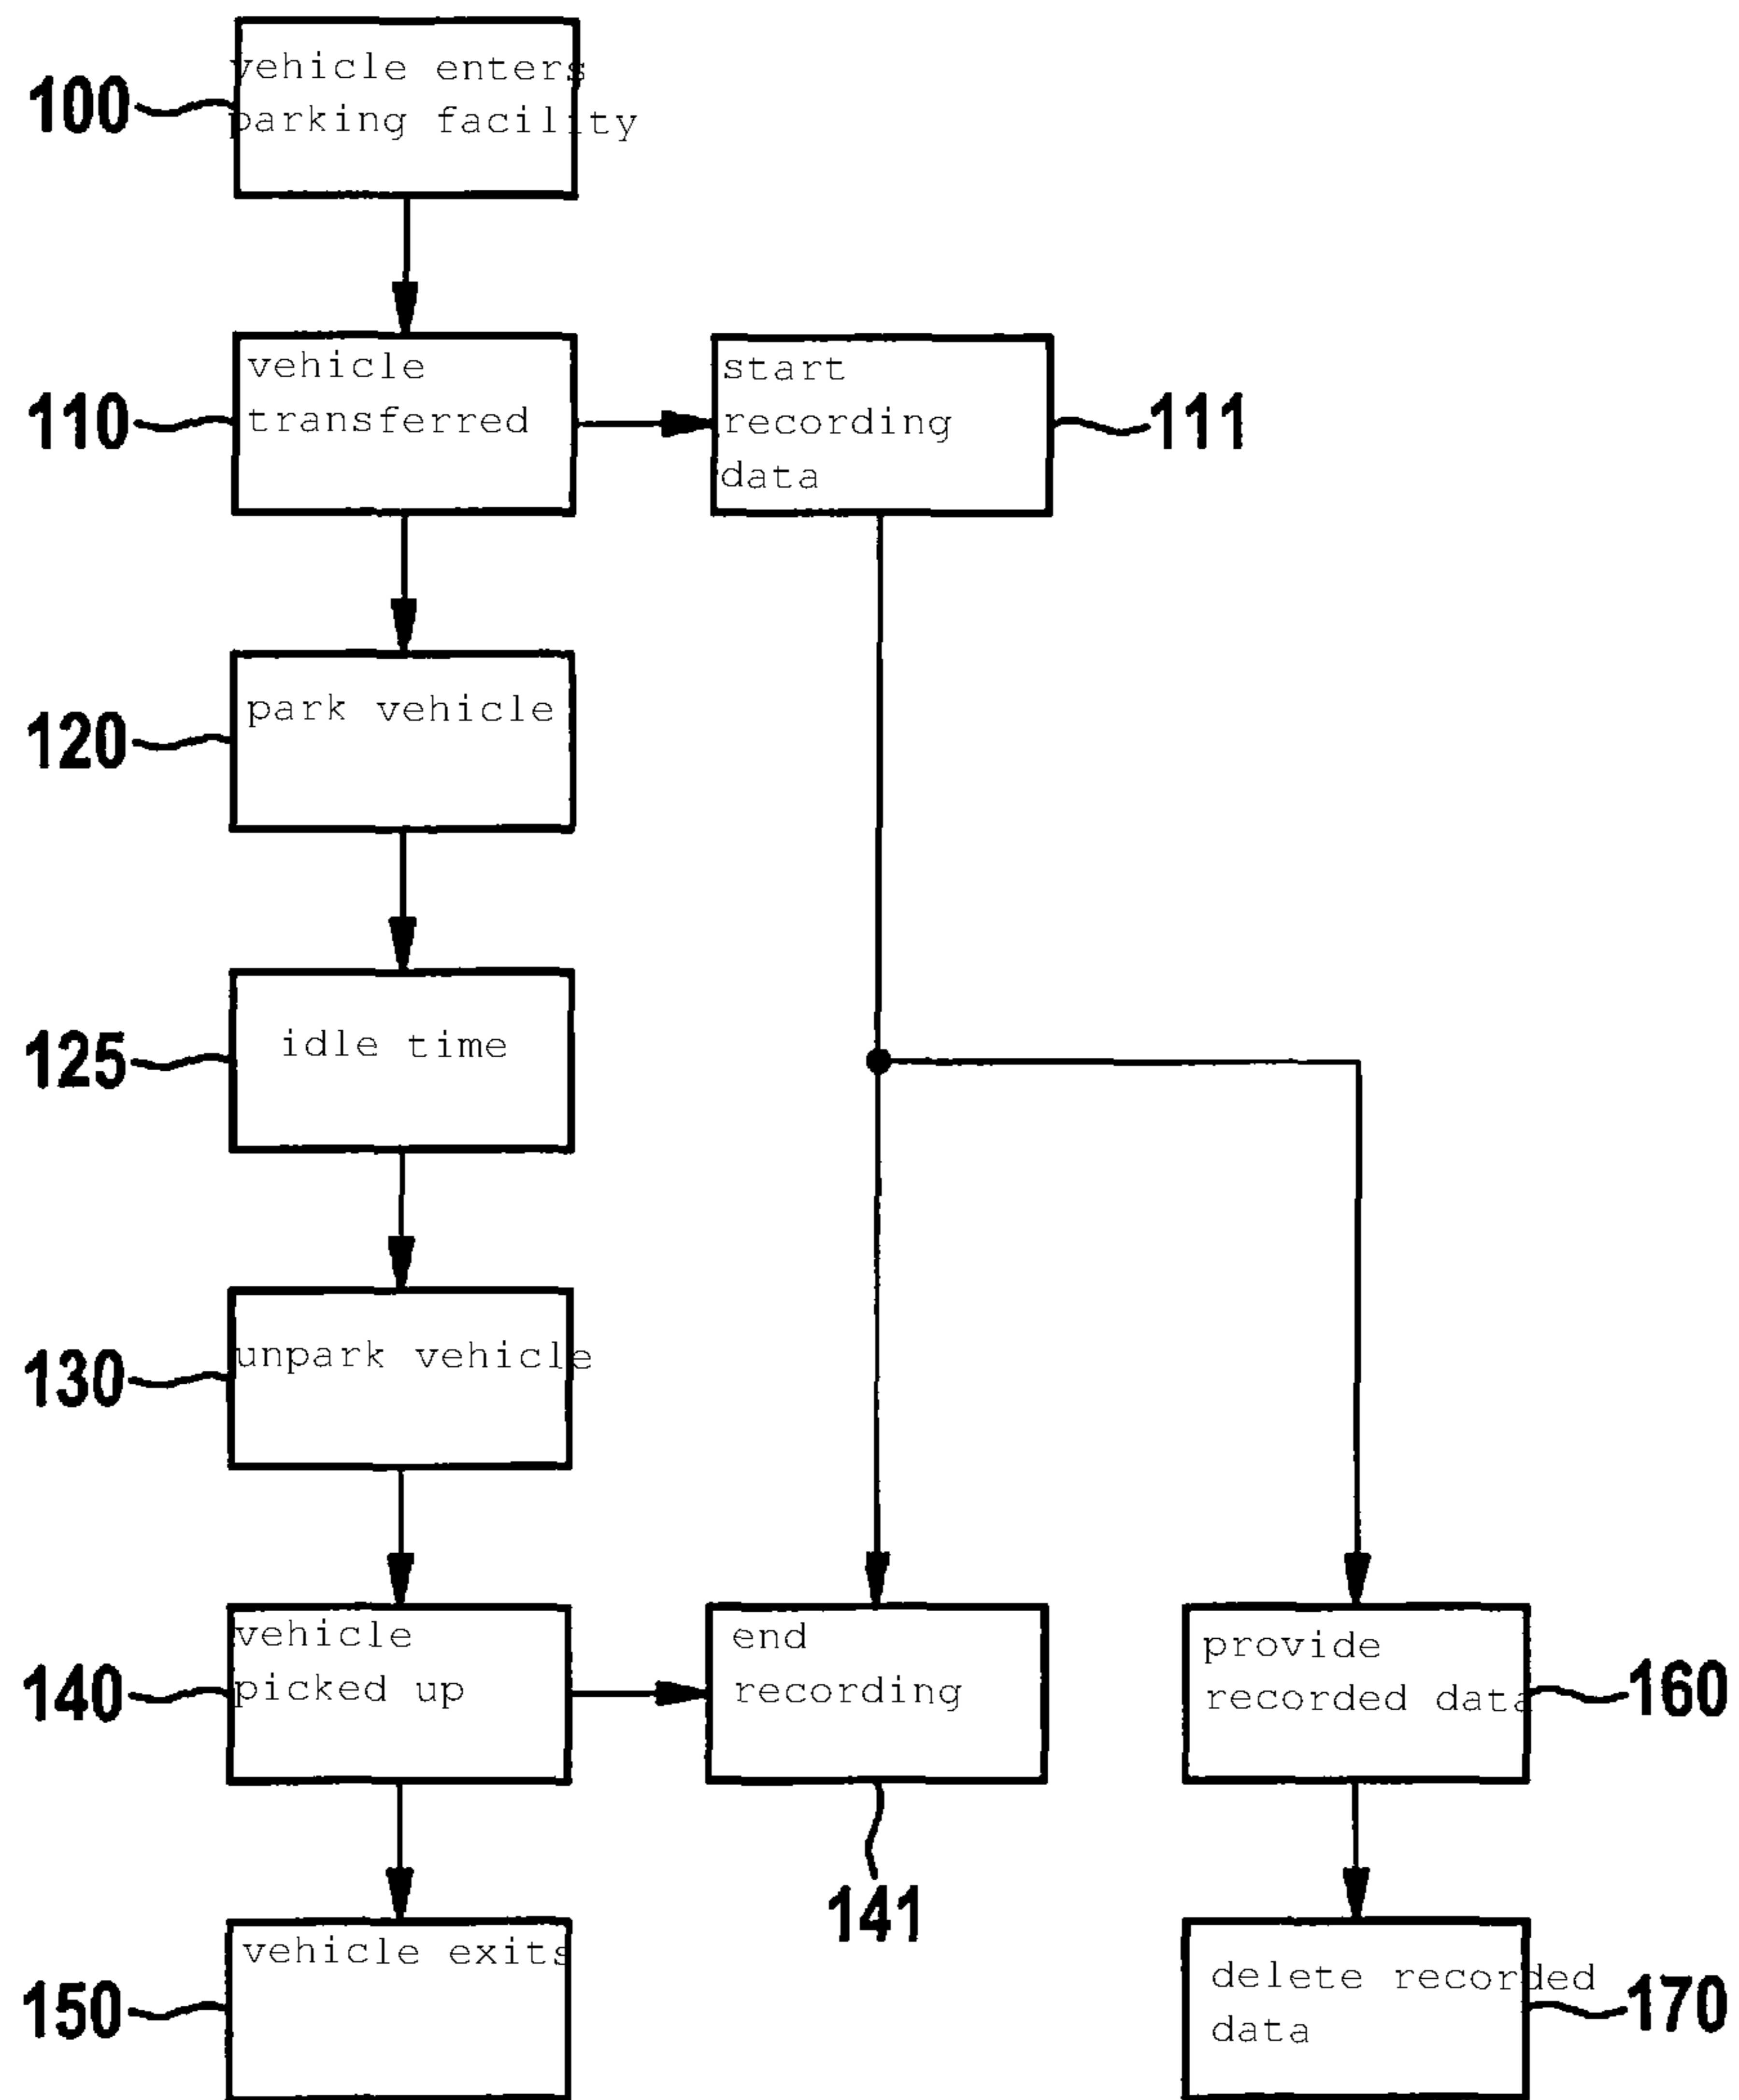 100
vehicle enters
parking facility
110
vehicle
transferred
start
recording
data
111
120
park vehicle
125
idle time
130
unpark vehicle
140
vehicle
picked up
end
recording
141
provide
recorded data
160
150
vehicle exits
delete recorded
data
170